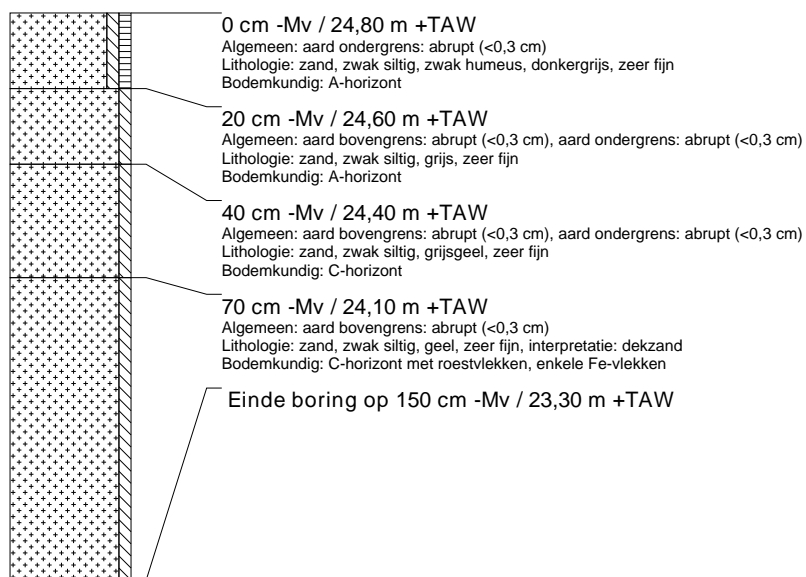 0 cm -Mv / 24,80 m +TAW
Algemeen: aard ondergrens: abrupt (<0,3 cm)
Lithologie: zand, zwak siltig, zwak humeus, donkergrijs, zeer fijn
Bodemkundig: A-horizont
20 cm -Mv / 24,60 m +TAW
Algemeen: aard bovengrens: abrupt (<0,3 cm), aard ondergrens: abrupt (<0,3 cm)
Lithologie: zand, zwak siltig, grijs, zeer fijn
Bodemkundig: A-horizont
40 cm -Mv / 24,40 m +TAW
Algemeen: aard bovengrens: abrupt (<0,3 cm), aard ondergrens: abrupt (<0,3 cm)
Lithologie: zand, zwak siltig, grijsgeel, zeer fijn
Bodemkundig: C-horizont
70 cm -Mv / 24,10 m +TAW
Algemeen: aard bovengrens: abrupt (<0,3 cm)
Lithologie: zand, zwak siltig, geel, zeer fijn, interpretatie: dekzand
Bodemkundig: C-horizont met roestvlekken, enkele Fe-vlekken
Einde boring op 150 cm -Mv / 23,30 m +TAW